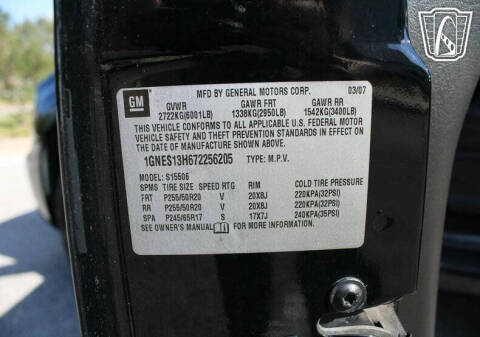 MFD BY GENERAL MOTORS CORP. 03/07
GM
GVWR GAWR FRT GAWR RR
2722KG(6001LB) 1338KG(2950LB) 1542KG(3400LB)
THIS VEHICLE CONFORMS TO ALL APPLICABLE U.S. FEDERAL MOTOR
VEHICLE SAFETY AND THEFT PREVENTION STANDARDS IN EFFECT
ON THE DATE OF MANUFACTURE SHOWN ABOVE.
1GNES13H672256205 TYPE: M.P.V.
MODEL: S15506
SPMS TIRE SIZE SPEED RTG RIM COLD TIRE PRESSURE
FRT P255/50R20 V 20X8J 220KPA(32PSI)
RR P255/50R20 V 20X8J 220KPA(32PSI)
SPA P245/65R17 S 17X7J 240KPA(35PSI)
SEE OWNER'S MANUAL FOR MORE INFORMATION.